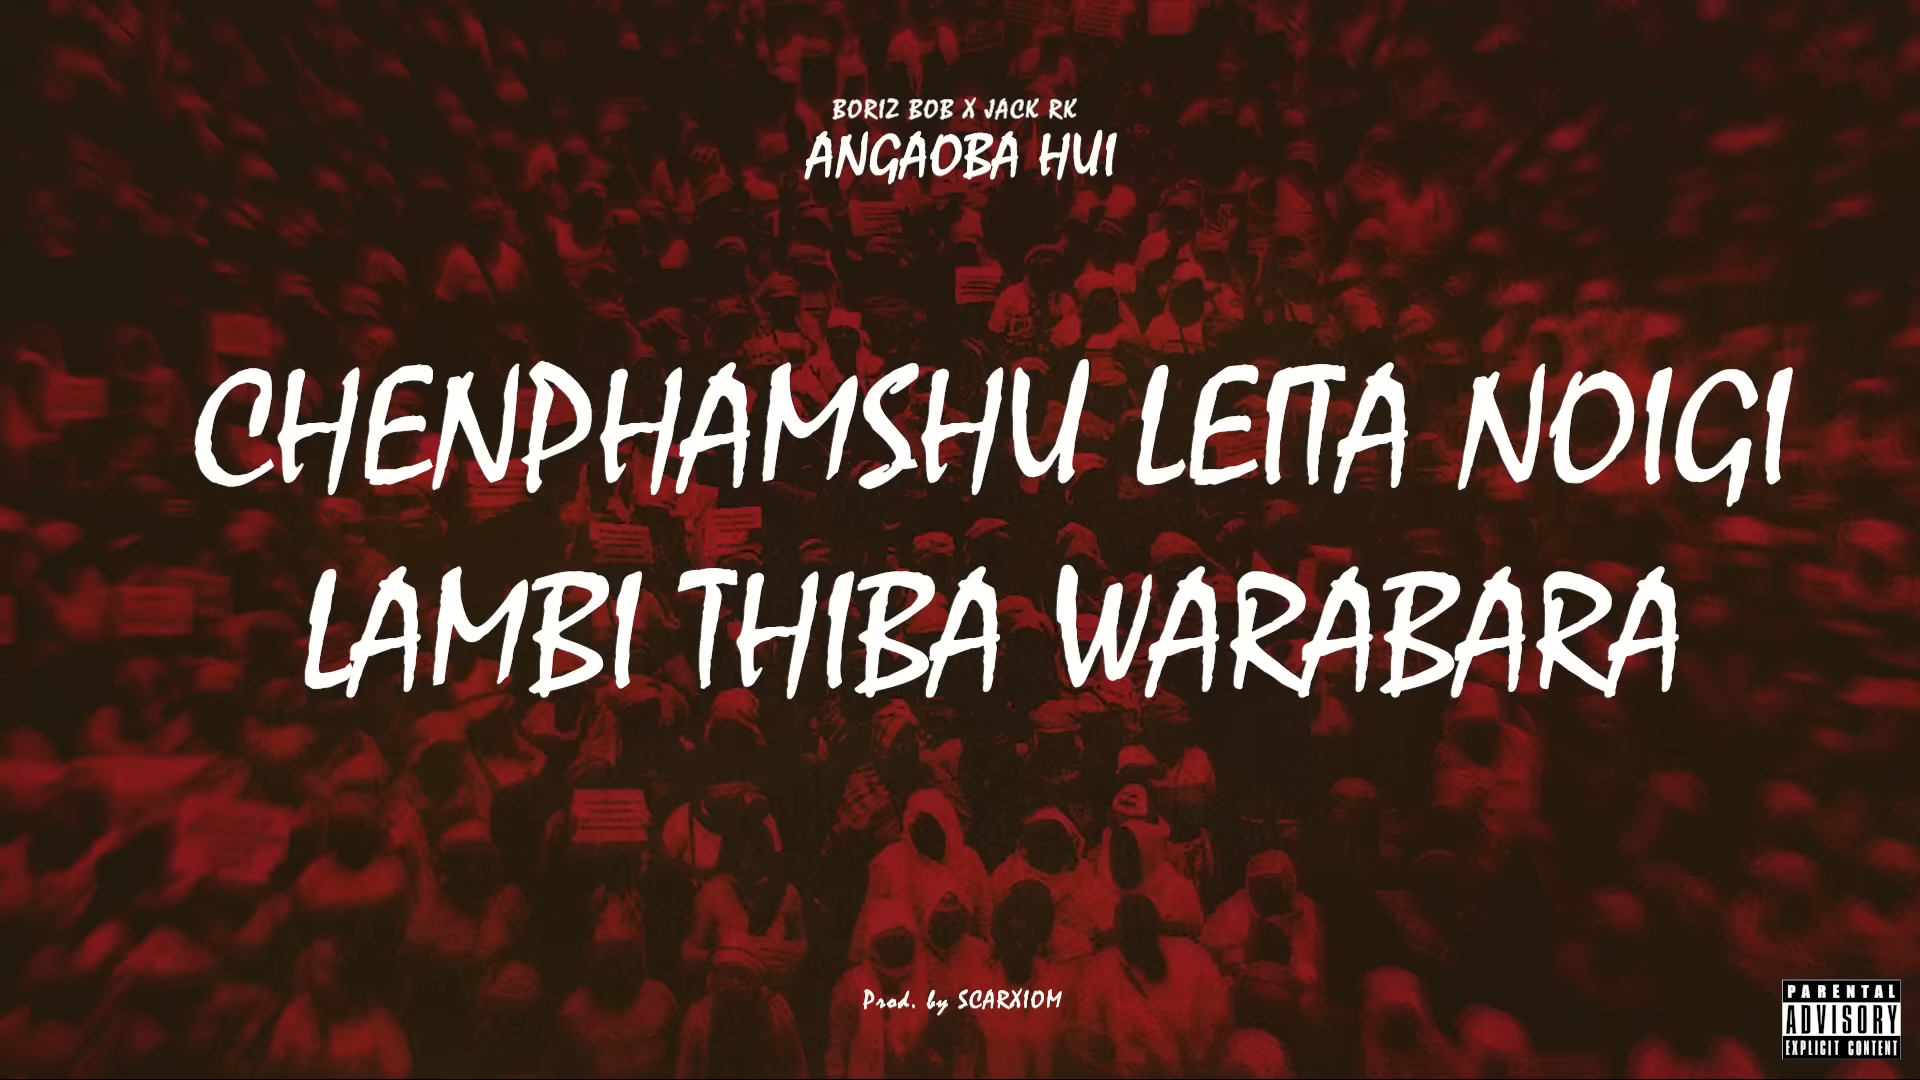 BORIZ BOB X JACK RK
ANGAOBA HUI
CHENPHAMSHU LEITA NOIGI
LAMBI THIBA WARABARA
Prod. by SCARXIOM
PARENTAL
ADVISORY
EXPLICIT CONTENT